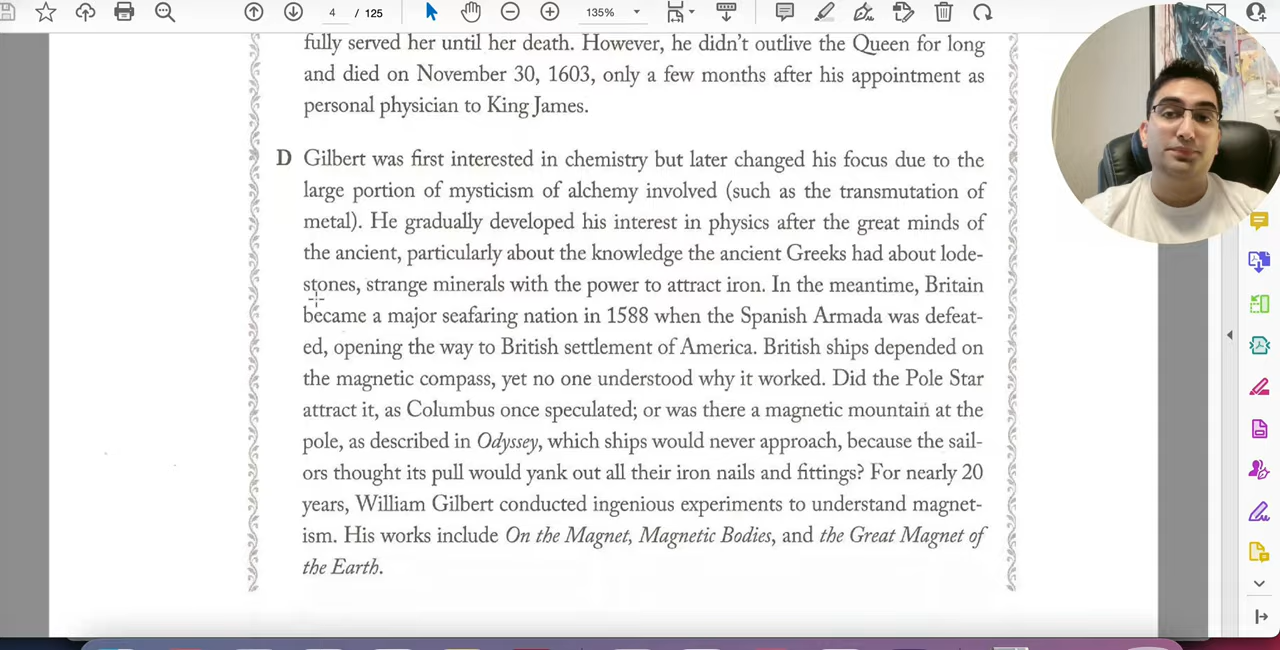 4 / 125
135%
fully served her until her death. However, he didn't outlive the Queen for long
and died on November 30, 1603, only a few months after his appointment as
personal physician to King James.
D Gilbert was first interested in chemistry but later changed his focus due to the
large portion of mysticism of alchemy involved (such as the transmutation of
metal). He gradually developed his interest in physics after the great minds of
the ancient, particularly about the knowledge the ancient Greeks had about lode-
stones, strange minerals with the power to attract iron. In the meantime, Britain
became a major seafaring nation in 1588 when the Spanish Armada was defeat-
ed, opening the way to British settlement of America. British ships depended on
the magnetic compass, yet no one understood why it worked. Did the Pole Star
attract it, as Columbus once speculated; or was there a magnetic mountain at the
pole, as described in Odyssey, which ships would never approach, because the sail-
ors thought its pull would yank out all their iron nails and fittings? For nearly 20
years, William Gilbert conducted ingenious experiments to understand magnet-
ism. His works include On the Magnet, Magnetic Bodies, and the Great Magnet of
the Earth.